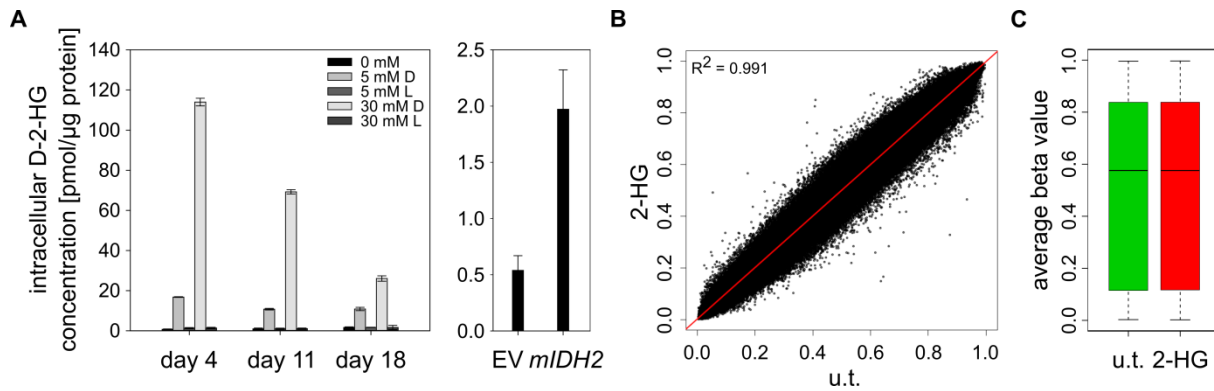 A
intracellular D-2-HG
concentration [pmol/µg protein]
140
120
100
80
60
40
20
0
0 mM
5 mM D
5 mM L
30 mM D
30 mM L
day 4 day 11 day 18
2.5
2.0
1.5
1.0
0.5
0.0
EV mIDH2
B
R² = 0.991
2-HG
1.0
0.8
0.6
0.4
0.2
0.0
0.0 0.2 0.4 0.6 0.8 1.0
u.t.
C
average beta value
1.0
0.8
0.6
0.4
0.2
0.0
u.t. 2-HG